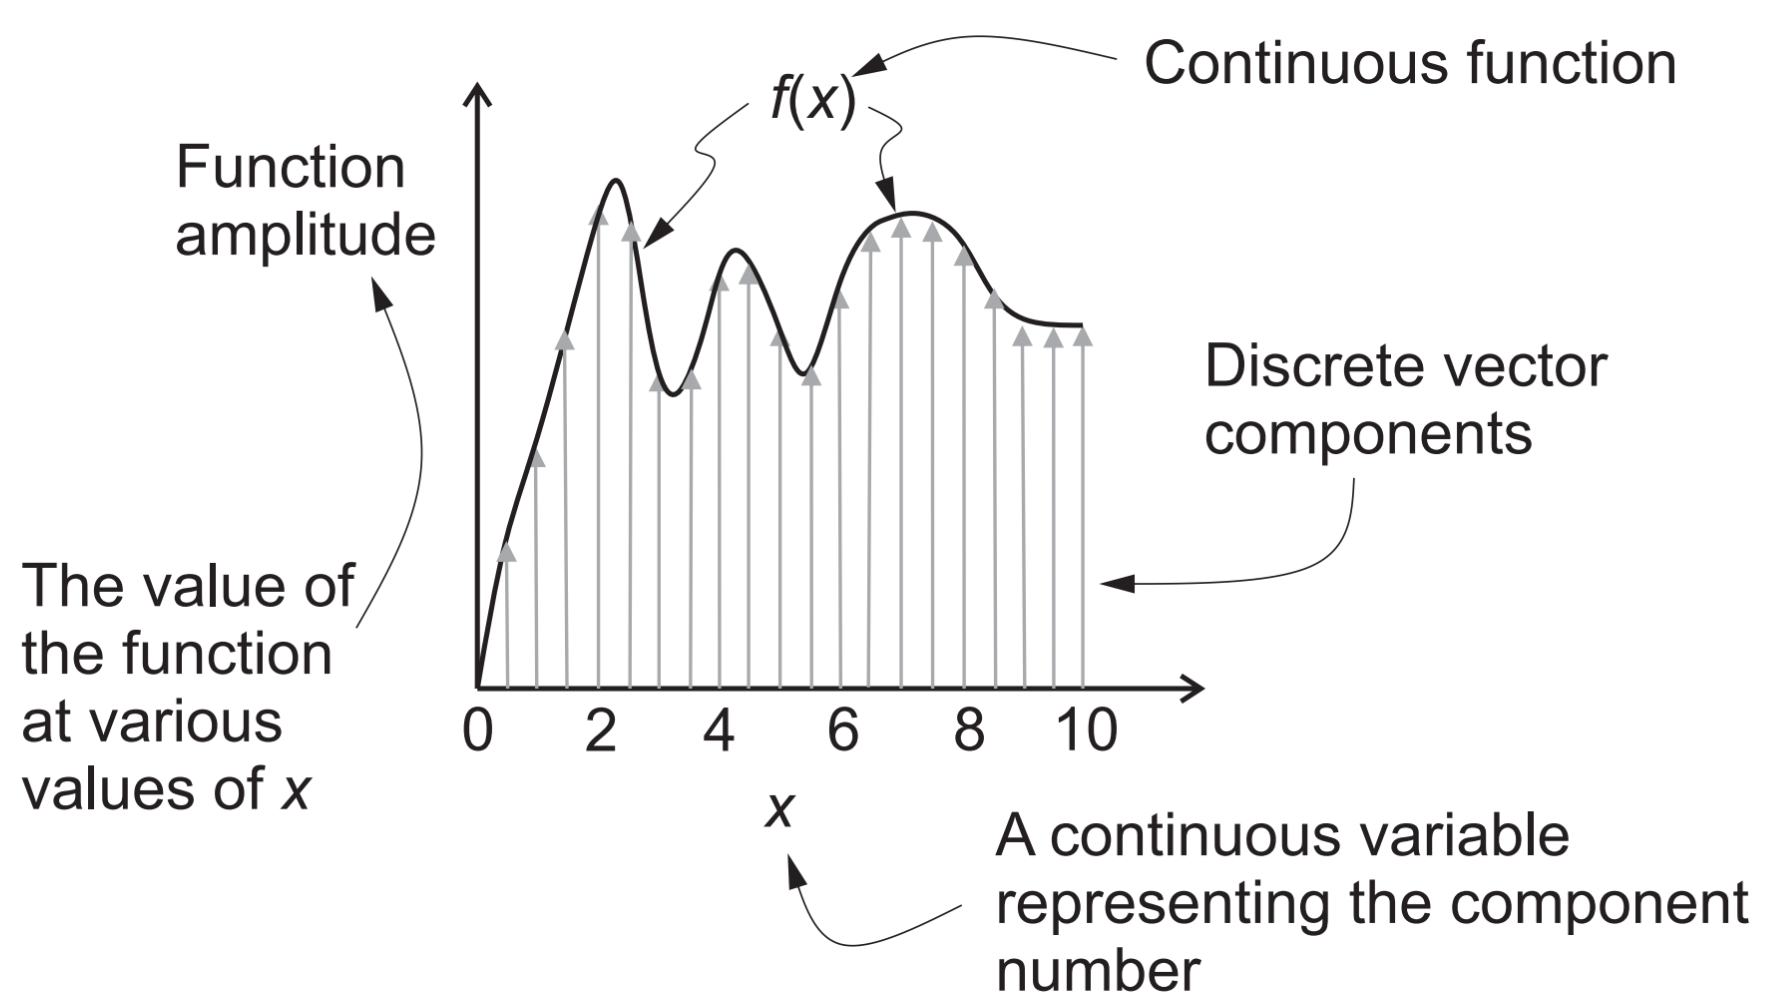 Continuous function
f(x)
Function
amplitude
Discrete vector
components
The value of
the function
at various
values of x
0 2 4 6 8 10
x
A continuous variable
representing the component
number